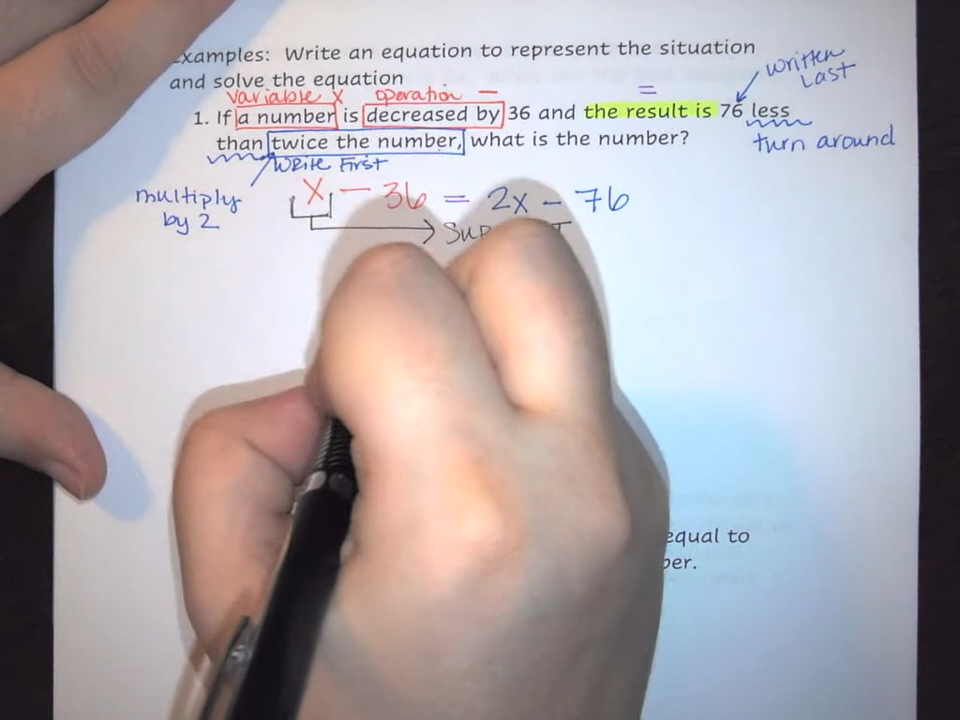 xamples: Write an equation to represent the situation
and solve the equation
variable x operation - =
written
last
1. If a number is decreased by 36 and the result is 76 less
than twice the number, what is the number?
turn around
write first
multiply
by 2
x - 36 = 2x - 76
equal to
ber.